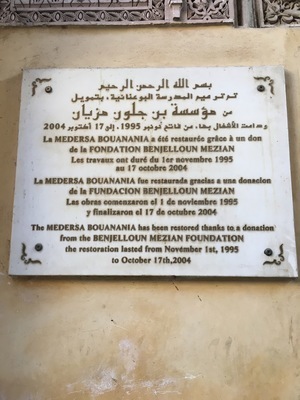 بسم الله الرحمن الرحيم
تم ترميم المدرسة البوعنانية، بتمويل
من مؤسسة بن جلون مزيان
ودامت الأشغال بها، من فاتح نونبر 1995، إلى 17 أكتوبر 2004
La MEDERSA BOUANANIA a été restaurée grâce à un don
de la FONDATION BENJELLOUN MEZIAN
Les travaux ont duré du 1er novembre 1995
au 17 octobre 2004
La MEDERSA BOUANANIA fue restaurada gracias a una donacion
de la FUNDACION BENJELLOUN MEZIAN
Las obras comenzaron el 1 de noviembre 1995
y finalizaron el 17 de octubre 2004
The MEDERSA BOUANANIA has been restored thanks to a donation
from the BENJELLOUN MEZIAN FOUNDATION
the restoration lasted from November 1st, 1995
to October 17th,2004